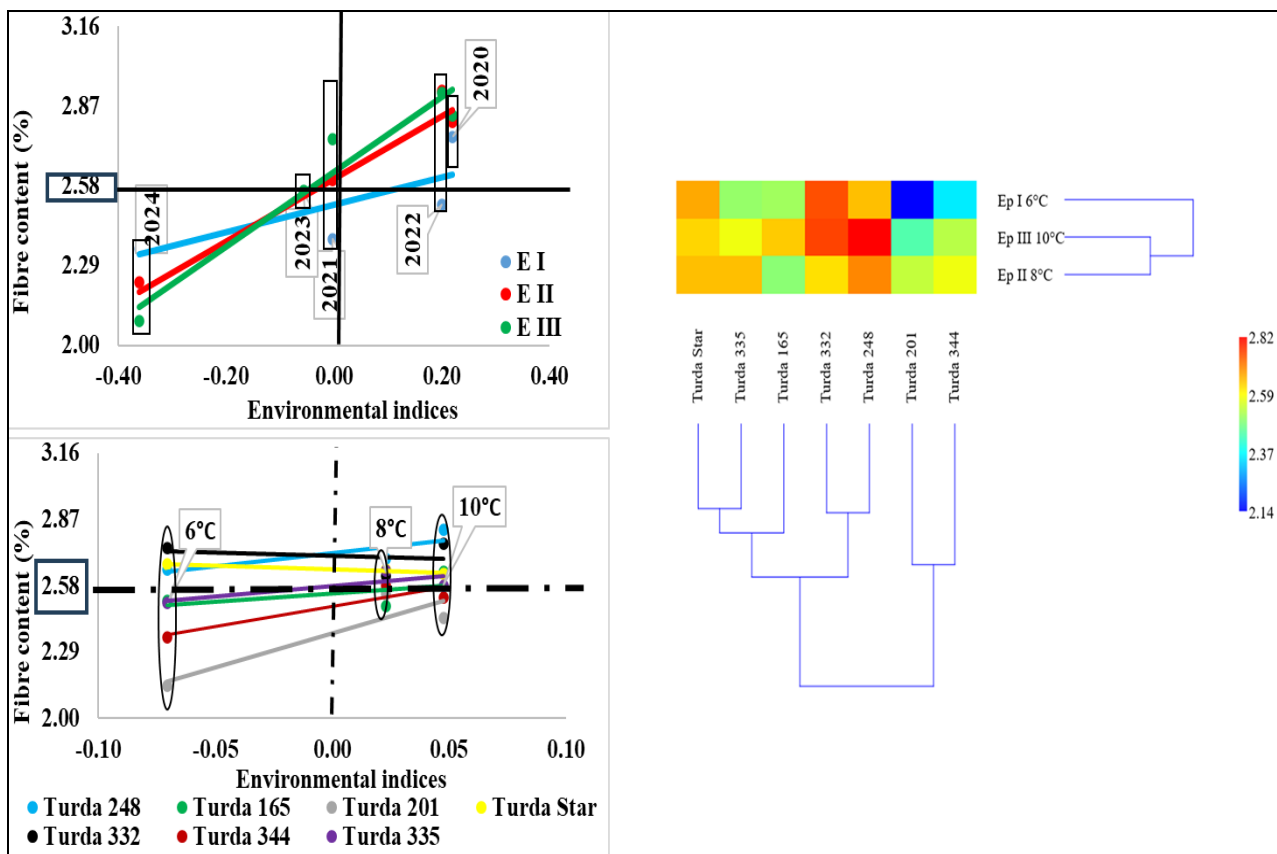 3.16
2.87
2.58
2.29
2.00
Fibre content (%)
-0.40 -0.20 0.00 0.20 0.40
Environmental indices
2024
2023
2021
2022
2020
E I
E II
E III
3.16
2.87
2.58
2.29
2.00
Fibre content (%)
6°C
8°C
10°C
-0.10 -0.05 0.00 0.05 0.10
Environmental indices
Turda 248 Turda 165 Turda 201 Turda Star
Turda 332 Turda 344 Turda 335
Ep I 6°C
Ep III 10°C
Ep II 8°C
Turda Star
Turda 335
Turda 165
Turda 332
Turda 248
Turda 201
Turda 344
2.82
2.59
2.37
2.14